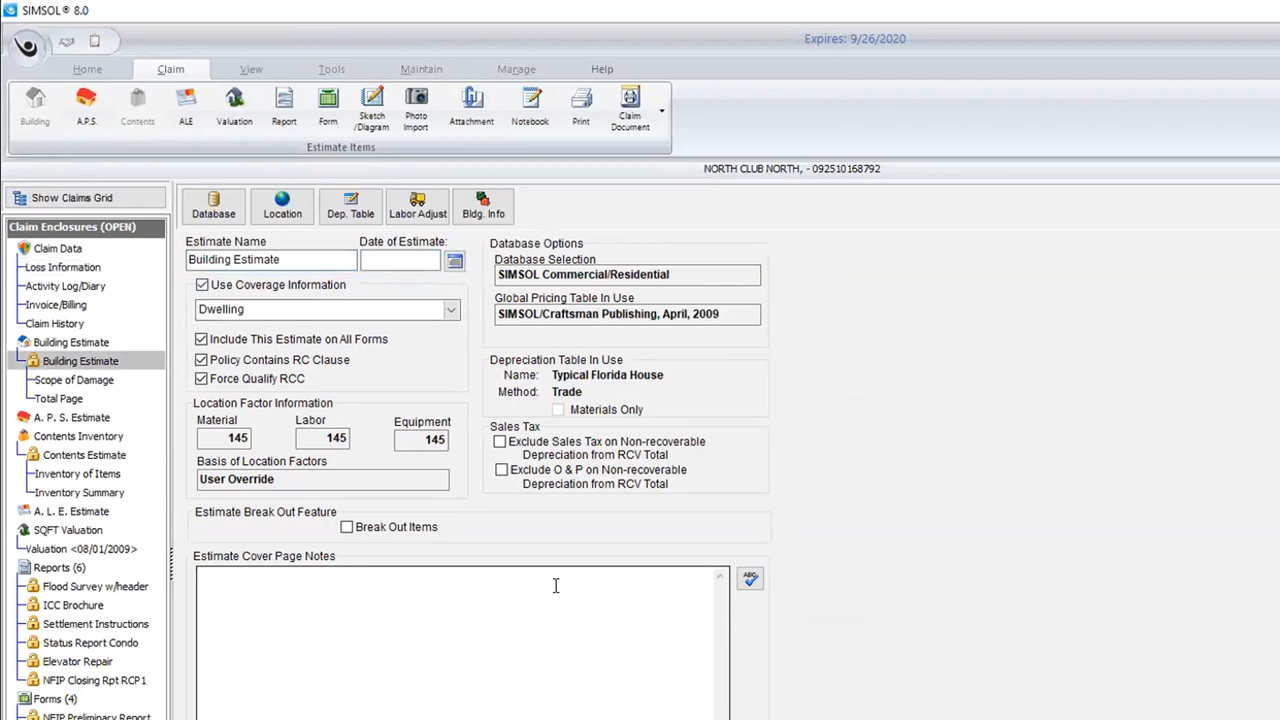 SIMSOL® 8.0
Expires: 9/26/2020
Home Claim View Tools Maintain Manage Help
Building A.P.S. Contents ALE Valuation Report Form Sketch /Diagram Photo Import Attachment Notebook Print Claim Document
Estimate Items
NORTH CLUB NORTH, - 092510168792
Show Claims Grid
Claim Enclosures (OPEN)
Claim Data
Loss Information
Activity Log/Diary
Invoice/Billing
Claim History
Building Estimate
Building Estimate
Scope of Damage
Total Page
A. P. S. Estimate
Contents Inventory
Contents Estimate
Inventory of Items
Inventory Summary
A. L. E. Estimate
SQFT Valuation
Valuation <08/01/2009>
Reports (6)
Flood Survey w/header
ICC Brochure
Settlement Instructions
Status Report Condo
Elevator Repair
NFIP Closing Rpt RCP1
Forms (4)
NFIP Preliminary Report
Database Location Dep. Table Labor Adjust Bldg. Info
Estimate Name Date of Estimate:
Building Estimate
Use Coverage Information
Dwelling
Include This Estimate on All Forms
Policy Contains RC Clause
Force Qualify RCC
Location Factor Information
Material Labor Equipment
145 145 145
Basis of Location Factors
User Override
Database Options
Database Selection
SIMSOL Commercial/Residential
Global Pricing Table In Use
SIMSOL/Craftsman Publishing, April, 2009
Depreciation Table In Use
Name: Typical Florida House
Method: Trade
Materials Only
Sales Tax
Exclude Sales Tax on Non-recoverable
Depreciation from RCV Total
Exclude O & P on Non-recoverable
Depreciation from RCV Total
Estimate Break Out Feature
Break Out Items
Estimate Cover Page Notes
ABC